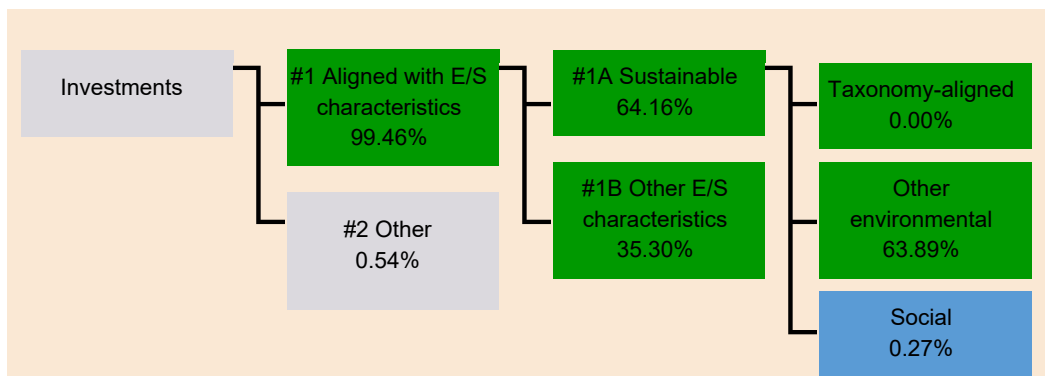 Investments
#1 Aligned with E/S
characteristics
99.46%
#2 Other
0.54%
#1A Sustainable
64.16%
#1B Other E/S
characteristics
35.30%
Taxonomy-aligned
0.00%
Other
environmental
63.89%
Social
0.27%